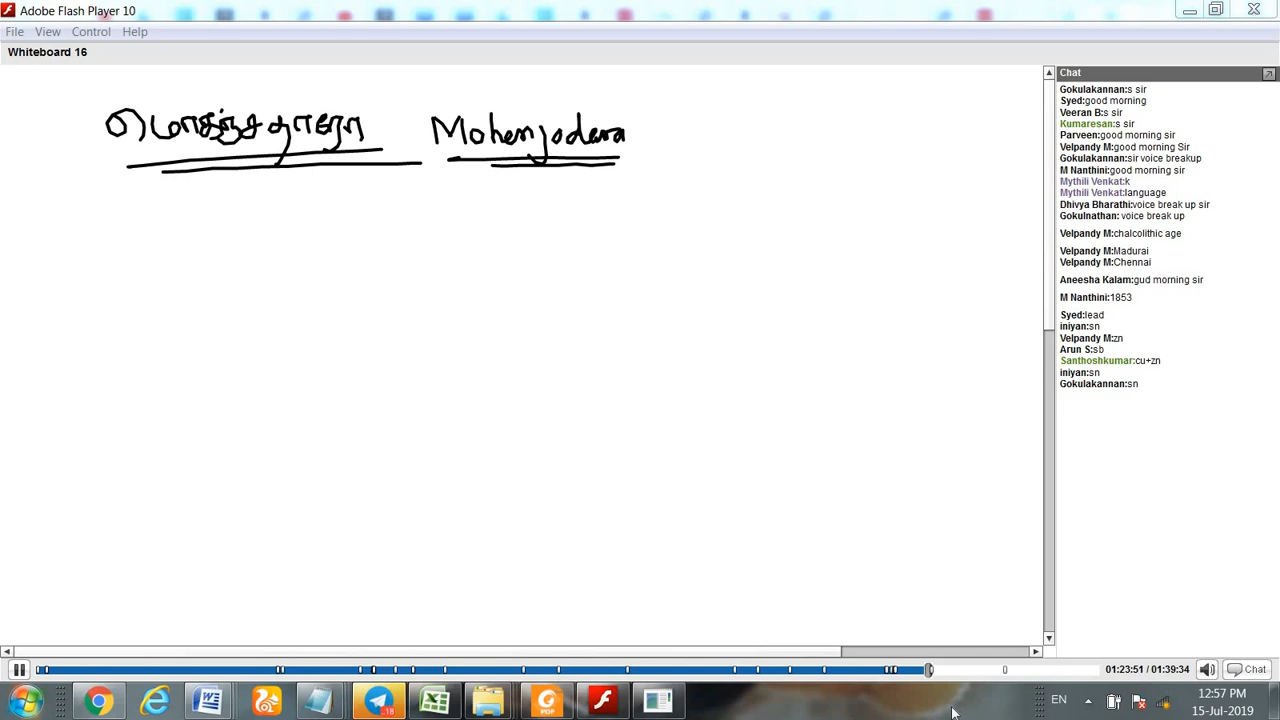 Adobe Flash Player 10
File View Control Help
Whiteboard 16
மொகஞ்சதாரோ Mohenjodara
Chat
Gokulakannan:s sir
Syed:good morning
Veeran B:s sir
Kumaresan:s sir
Parveen:good morning sir
Velpandy M:good morning Sir
Gokulakannan:sir voice breakup
M Nanthini:good morning sir
Mythili Venkat:k
Mythili Venkat:language
Dhivya Bharathi:voice break up sir
Gokulnathan: voice break up
Velpandy M:chalcolithic age
Velpandy M:Madurai
Velpandy M:Chennai
Aneesha Kalam:gud morning sir
M Nanthini:1853
Syed:lead
iniyan:sn
Velpandy M:zn
Arun S:sb
Santhoshkumar:cu+zn
iniyan:sn
Gokulakannan:sn
01:23:51 / 01:39:34 Chat
18 PDF EN 12:57 PM
15-Jul-2019